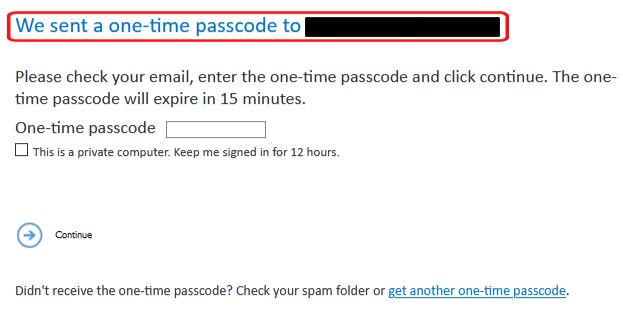 We sent a one-time passcode to
Please check your email, enter the one-time passcode and click continue. The one-
time passcode will expire in 15 minutes.
One-time passcode
This is a private computer. Keep me signed in for 12 hours.
Continue
Didn't receive the one-time passcode? Check your spam folder or get another one-time passcode.